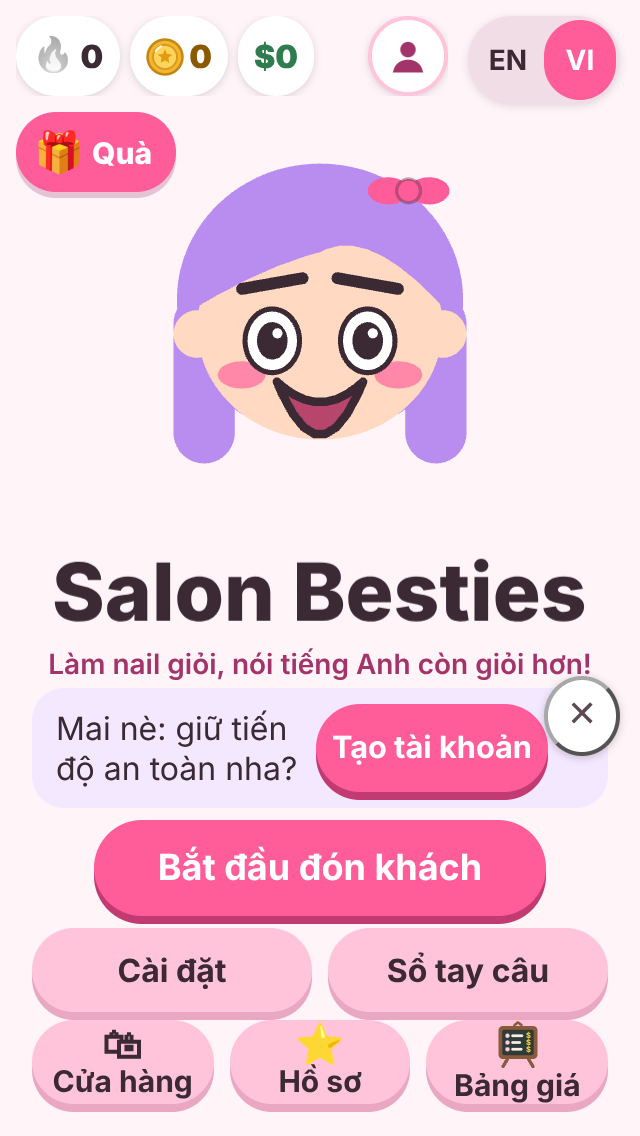 0
0
$0
EN
VI
Quà
Salon Besties
Làm nail giỏi, nói tiếng Anh còn giỏi hơn!
Mai nè: giữ tiến
độ an toàn nha?
Tạo tài khoản
Bắt đầu đón khách
Cài đặt
Sổ tay câu
Cửa hàng
Hồ sơ
Bảng giá